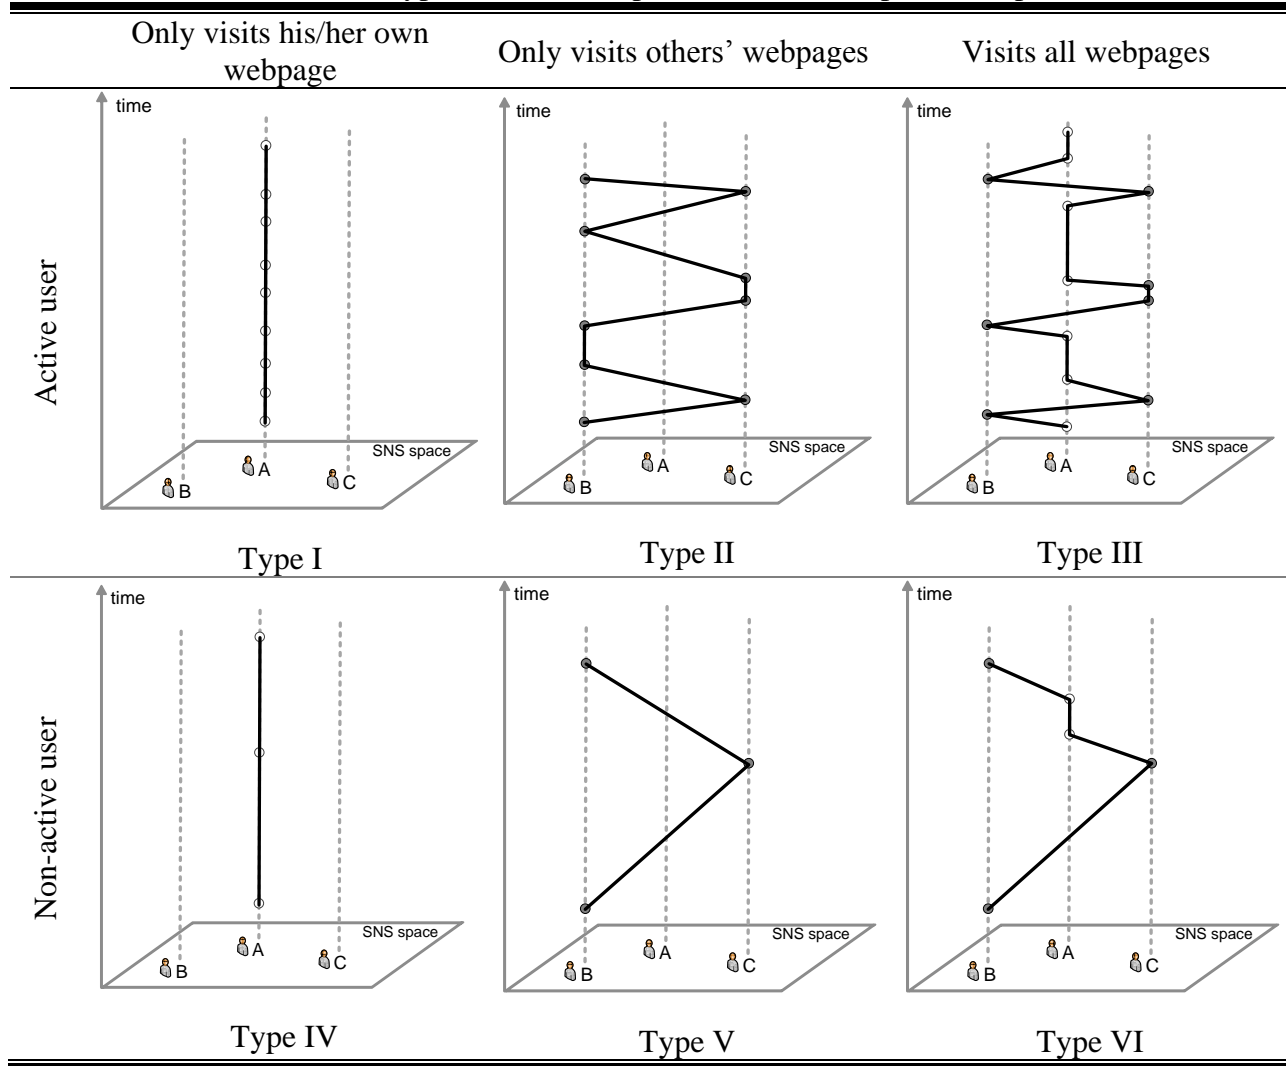 Only visits his/her own
webpage
Only visits others’ webpages
Visits all webpages
Active user
time
SNS space
A
B
C
Type I
time
SNS space
A
B
C
Type II
time
SNS space
A
B
C
Type III
Non-active user
time
SNS space
A
B
C
Type IV
time
SNS space
A
B
C
Type V
time
SNS space
A
B
C
Type VI